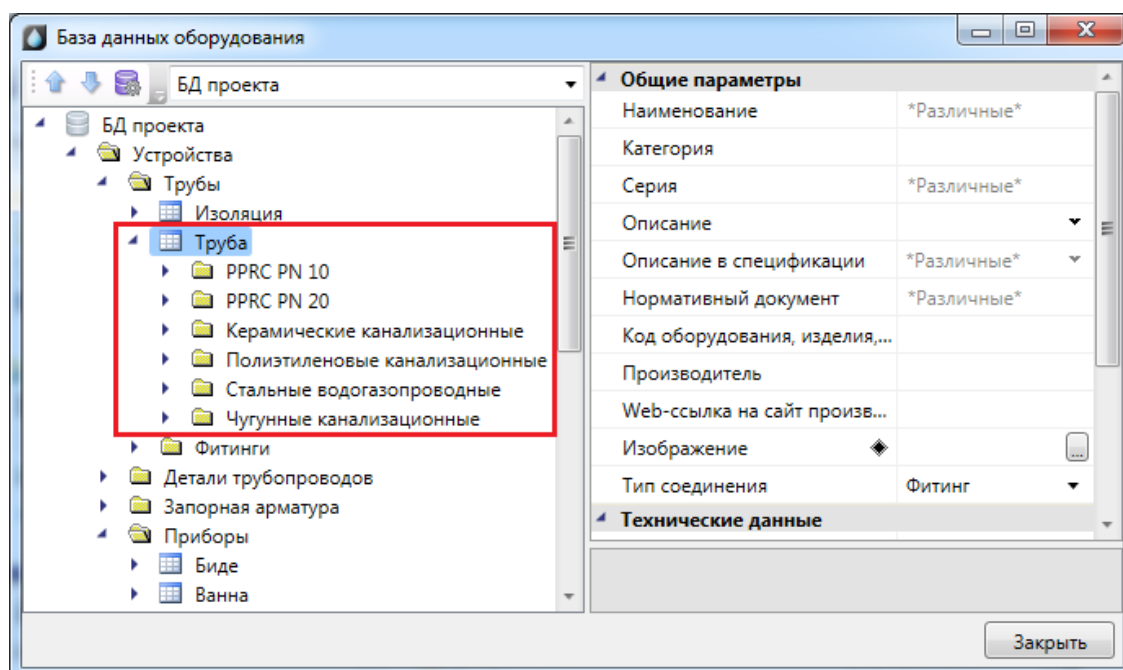 База данных оборудования
БД проекта
БД проекта
Устройства
Трубы
Изоляция
Труба
PPRC PN 10
PPRC PN 20
Керамические канализационные
Полиэтиленовые канализационные
Стальные водогазопроводные
Чугунные канализационные
Фитинги
Детали трубопроводов
Запорная арматура
Приборы
Биде
Ванна
Общие параметры
Наименование *Различные*
Категория
Серия *Различные*
Описание
Описание в спецификации *Различные*
Нормативный документ *Различные*
Код оборудования, изделия,...
Производитель
Web-ссылка на сайт произв...
Изображение ...
Тип соединения Фитинг
Технические данные
Закрыть